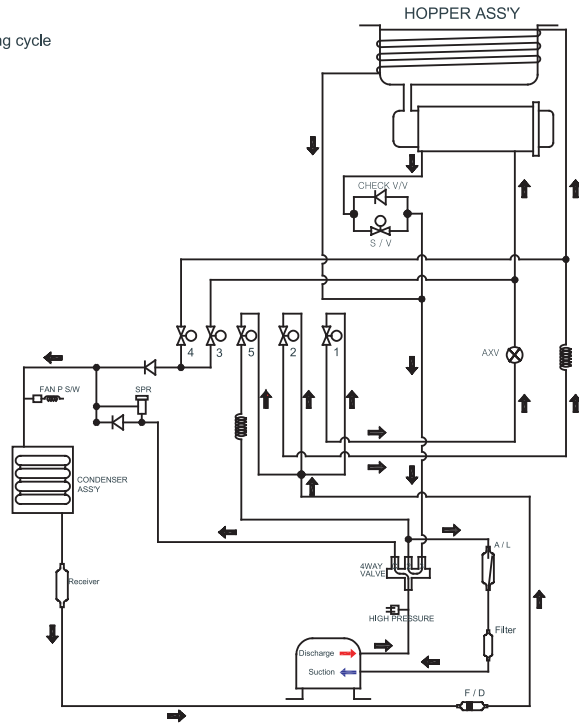 HOPPER ASS'Y
ng cycle
CHECK V/V
S / V
4
3
5
2
1
AXV
FAN P S/W
SPR
CONDENSER
ASS'Y
4WAY
VALVE
A / L
Receiver
HIGH PRESSURE
Filter
Discharge
Suction
F / D